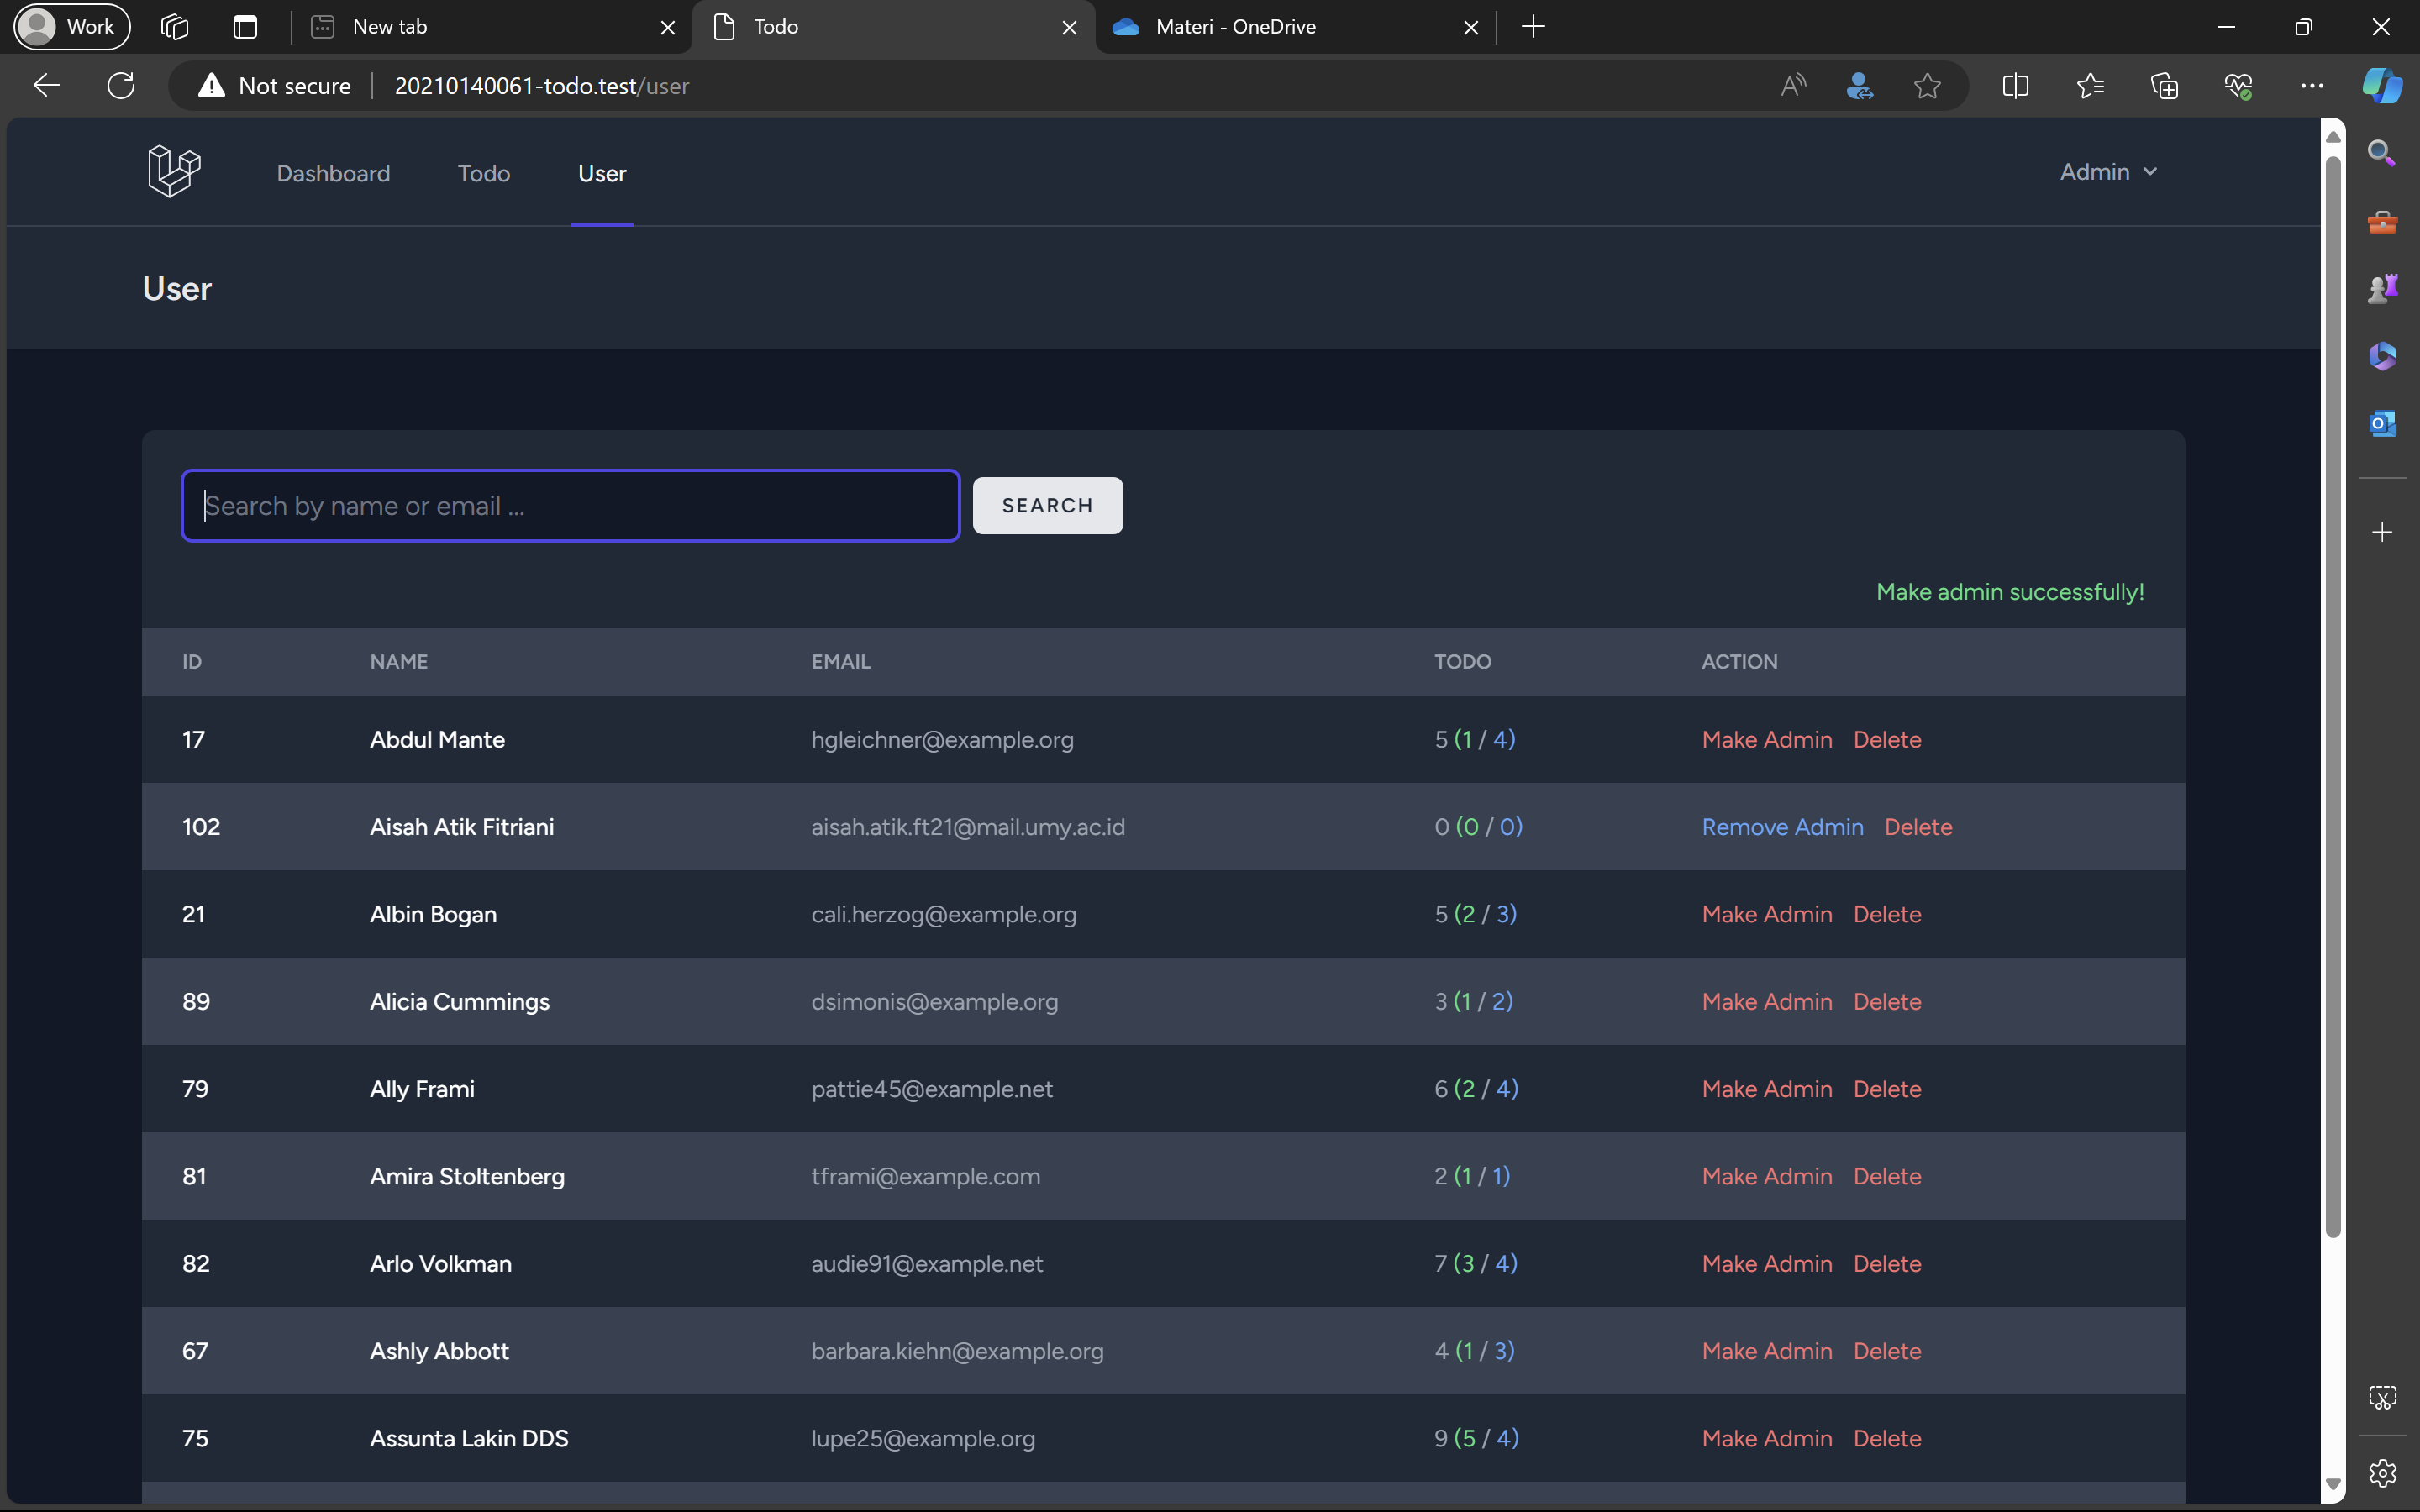 Work New tab Todo Materi - OneDrive
Not secure 20210140061-todo.test/user
Dashboard Todo User Admin
User
Search by name or email ... SEARCH
Make admin successfully!
ID NAME EMAIL TODO ACTION
17 Abdul Mante hgleichner@example.org 5 (1 / 4) Make Admin Delete
102 Aisah Atik Fitriani aisah.atik.ft21@mail.umy.ac.id 0 (0 / 0) Remove Admin Delete
21 Albin Bogan cali.herzog@example.org 5 (2 / 3) Make Admin Delete
89 Alicia Cummings dsimonis@example.org 3 (1 / 2) Make Admin Delete
79 Ally Frami pattie45@example.net 6 (2 / 4) Make Admin Delete
81 Amira Stoltenberg tframi@example.com 2 (1 / 1) Make Admin Delete
82 Arlo Volkman audie91@example.net 7 (3 / 4) Make Admin Delete
67 Ashly Abbott barbara.kiehn@example.org 4 (1 / 3) Make Admin Delete
75 Assunta Lakin DDS lupe25@example.org 9 (5 / 4) Make Admin Delete